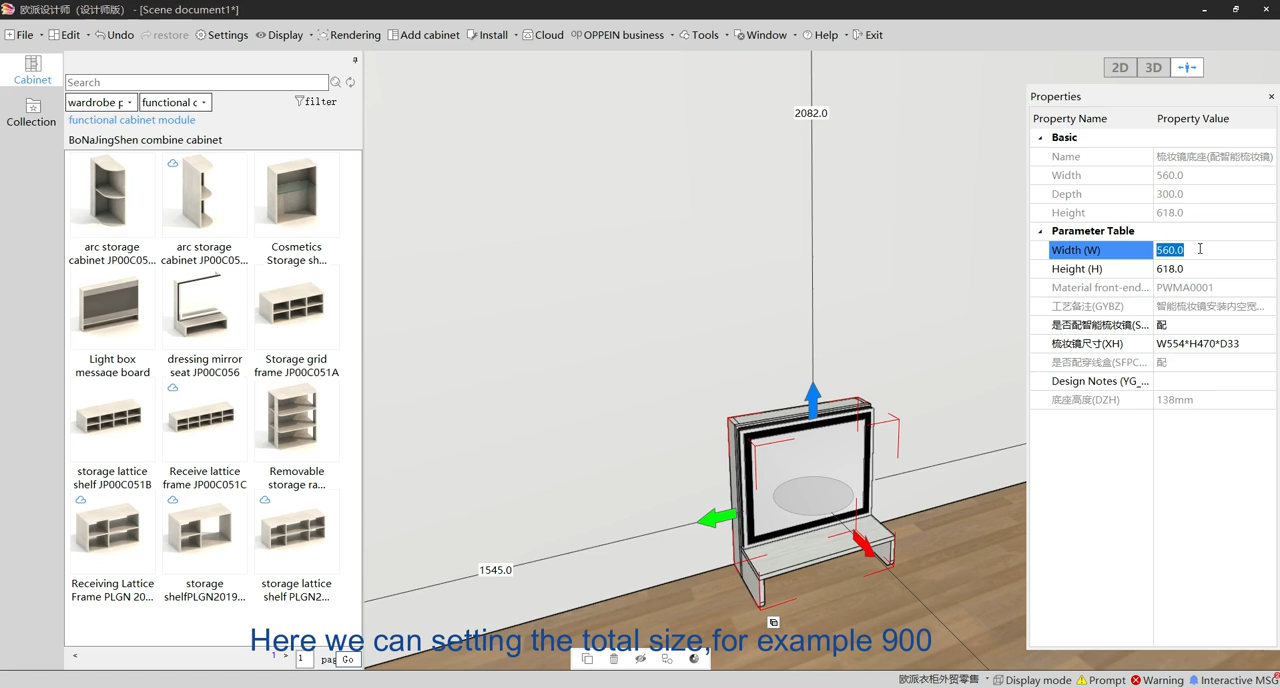 欧派设计师（设计师版） - [Scene document1*]
File Edit Undo restore Settings Display Rendering Add cabinet Install Cloud OPPEIN business Tools Window Help Exit
Cabinet
Collection
Search
wardrobe p functional c filter
functional cabinet module
BoNaJingShen combine cabinet
arc storage cabinet JP00C05...
arc storage cabinet JP00C05...
Cosmetics Storage sh...
Light box message board
dressing mirror seat JP00C056
Storage grid frame JP00C051A
storage lattice shelf JP00C051B
Receive lattice frame JP00C051C
Removable storage ra...
Receiving Lattice Frame PLGN 20...
storage shelfPLGN2019...
storage lattice shelf PLGN2...
< 1 > 1 pag Go
2082.0
1545.0
2D 3D
Properties
Property Name Property Value
Basic
Name 梳妆镜底座(配智能梳妆镜)
Width 560.0
Depth 300.0
Height 618.0
Parameter Table
Width (W) 560.0
Height (H) 618.0
Material front-end... PWMA0001
工艺备注(GYBZ) 智能梳妆镜安装内空宽...
是否配智能梳妆镜(S... 配
梳妆镜尺寸(XH) W554*H470*D33
是否配穿线盒(SFPC... 配
Design Notes (YG_...
底座高度(DZH) 138mm
Here we can setting the total size,for example 900
欧派衣柜外贸零售 Display mode Prompt Warning Interactive MSG